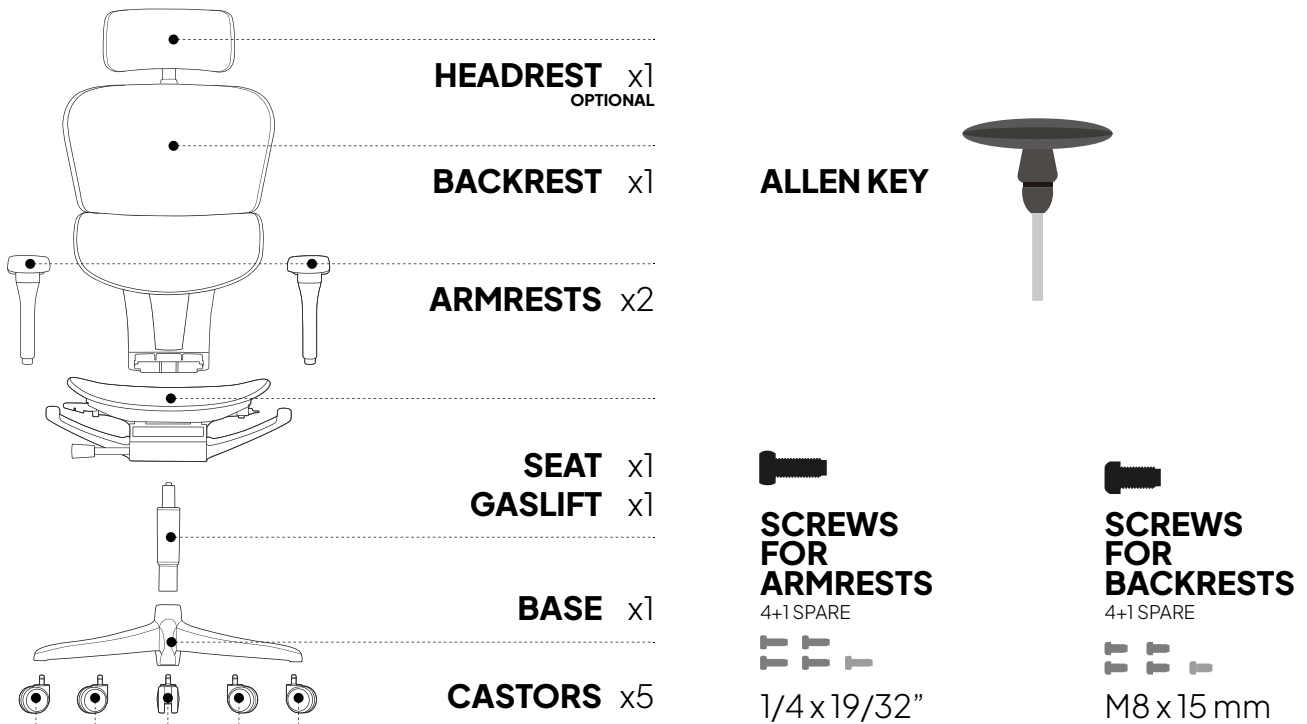 HEADREST x1
OPTIONAL
BACKREST x1
ARMRESTS x2
SEAT x1
GASLIFT x1
BASE x1
CASTORS x5
ALLEN KEY
SCREWS
FOR
ARMRESTS
4+1 SPARE
1/4 x 19/32”
SCREWS
FOR
BACKRESTS
4+1 SPARE
M8 x 15 mm